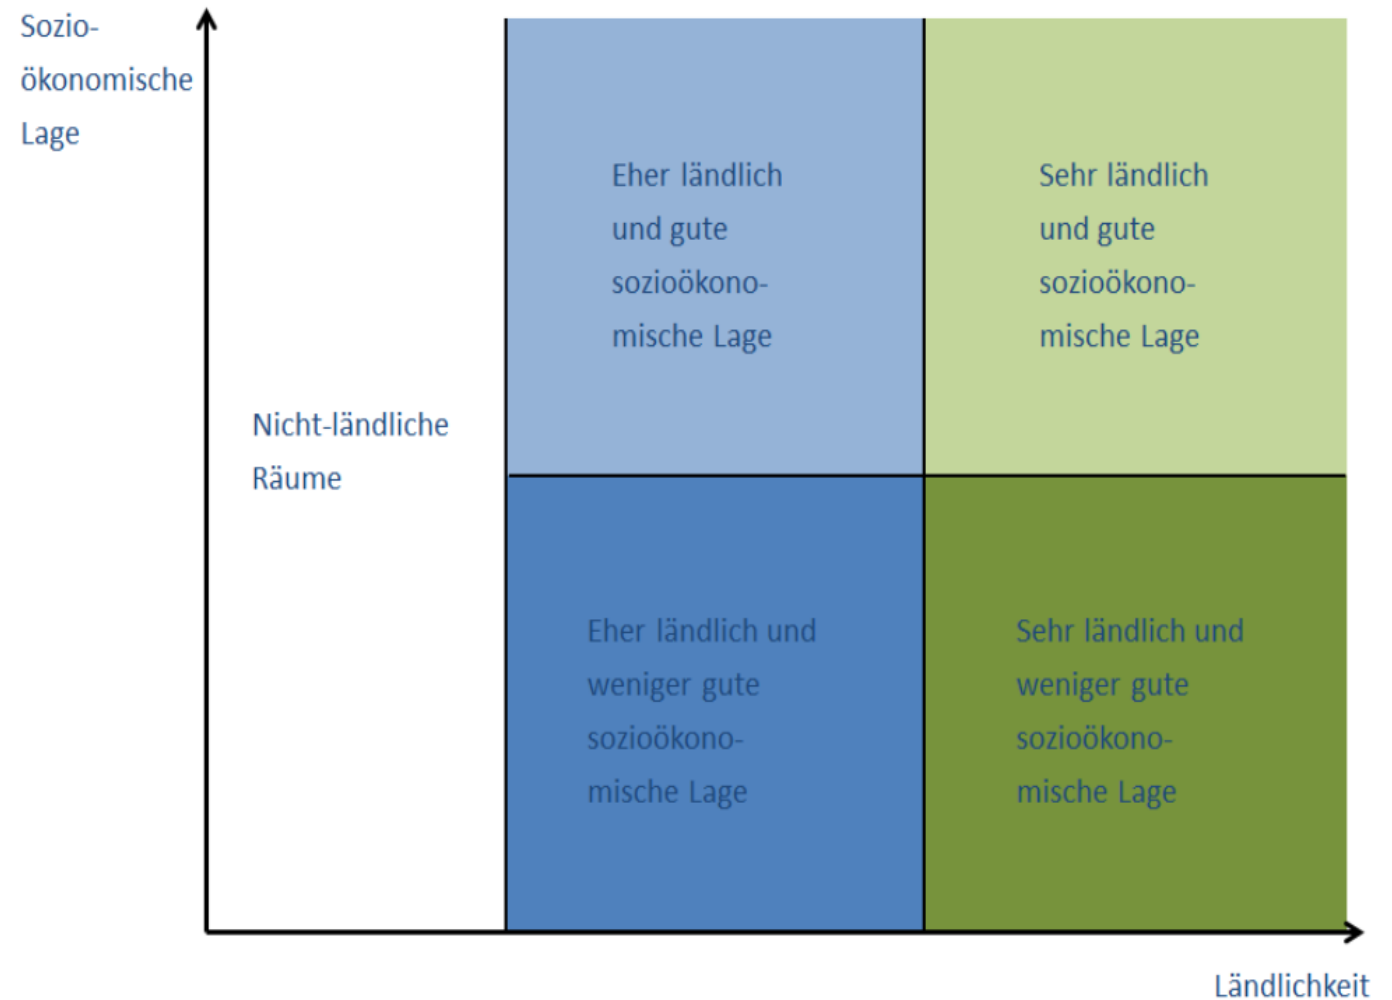 Sozio-
ökonomische
Lage
Eher ländlich
und gute
sozioökono-
mische Lage
Sehr ländlich
und gute
sozioökono-
mische Lage
Nicht-ländliche
Räume
Eher ländlich und
weniger gute
sozioökono-
mische Lage
Sehr ländlich und
weniger gute
sozioökono-
mische Lage
Ländlichkeit